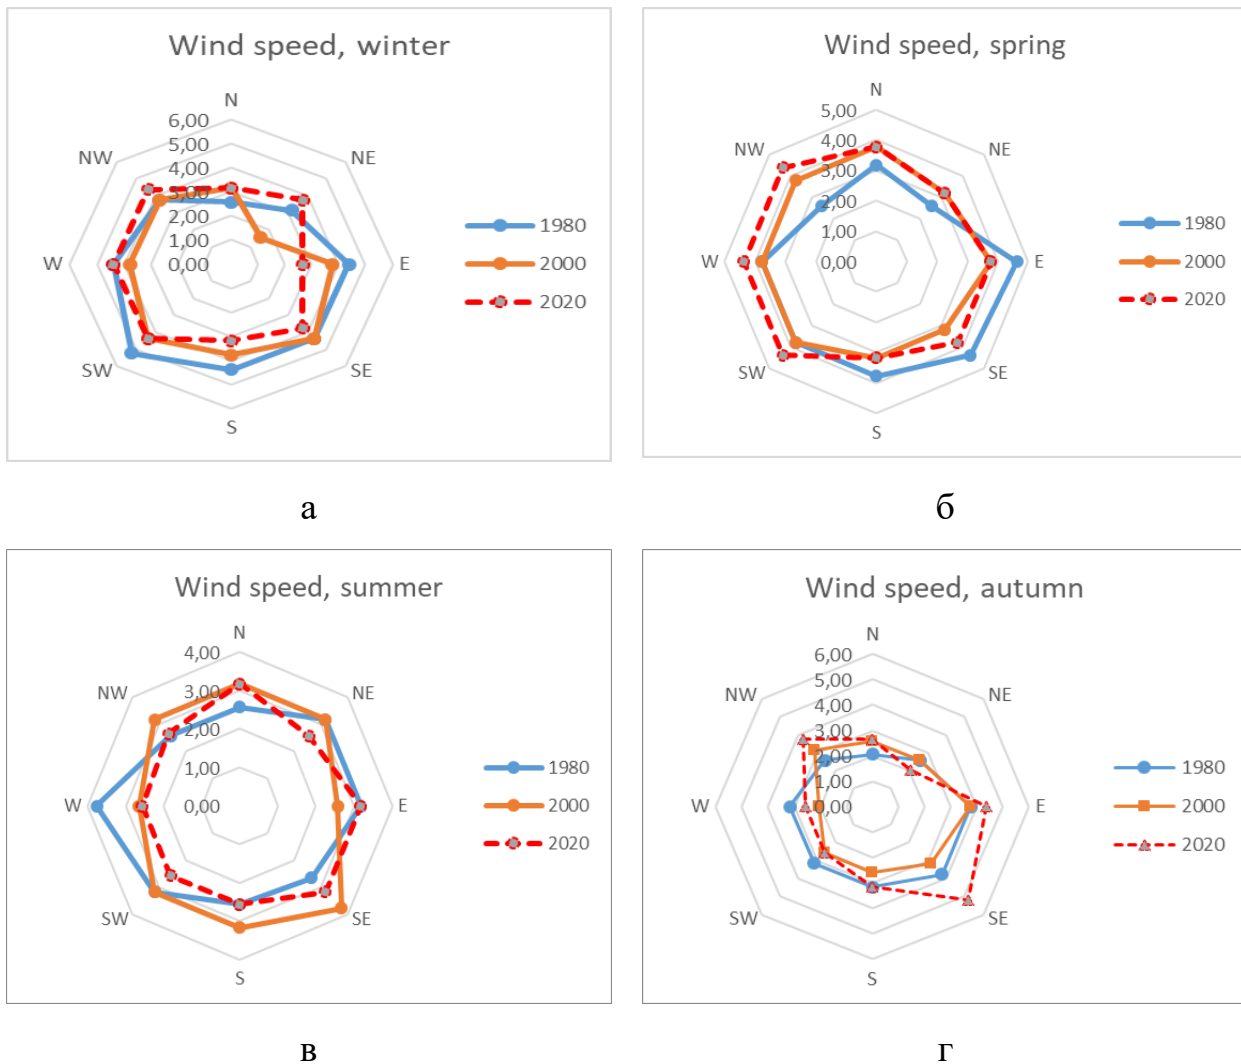 Wind speed, winter
N
6,00
5,00
NW
NE
4,00
3,00
2,00
1980
1,00
W
0,00
E
2000
2020
SW
SE
S
а
Wind speed, spring
N
5,00
NW
4,00
NE
3,00
2,00
1980
1,00
W
0,00
E
2000
2020
SW
SE
S
б
Wind speed, summer
N
4,00
NW
3,00
NE
2,00
1,00
1980
W
0,00
E
2000
2020
SW
SE
S
в
Wind speed, autumn
N
6,00
5,00
NW
NE
4,00
3,00
2,00
1980
1,00
W
0,00
E
2000
2020
SW
SE
S
г